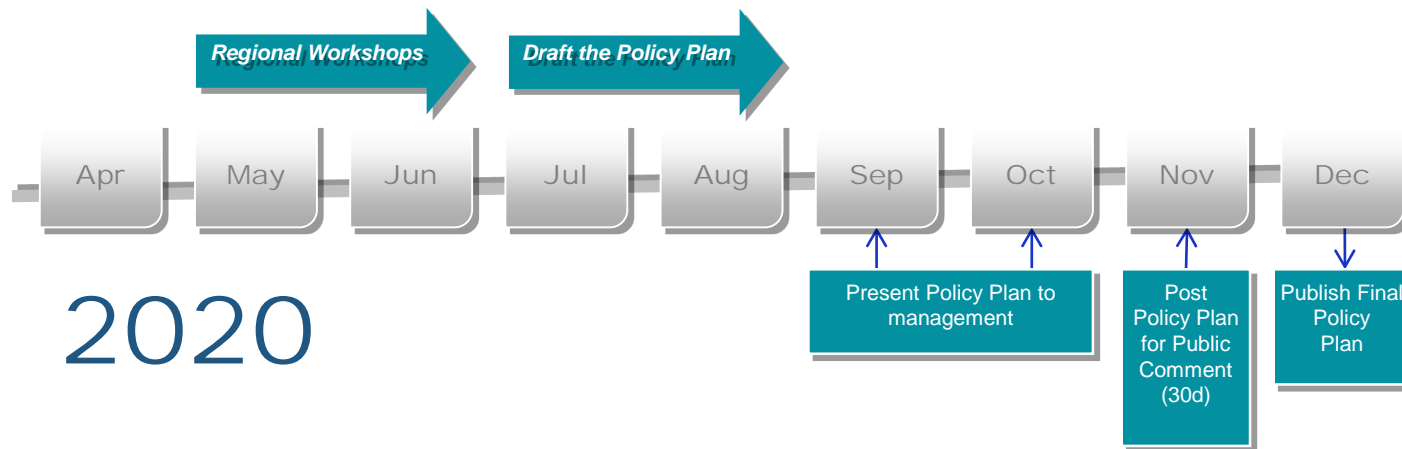 Regional Workshops
Draft the Policy Plan
Apr
May
Jun
Jul
Aug
Sep
Oct
Nov
Dec
2020
Present Policy Plan to
management
Post
Policy Plan
for Public
Comment
(30d)
Publish Final
Policy
Plan